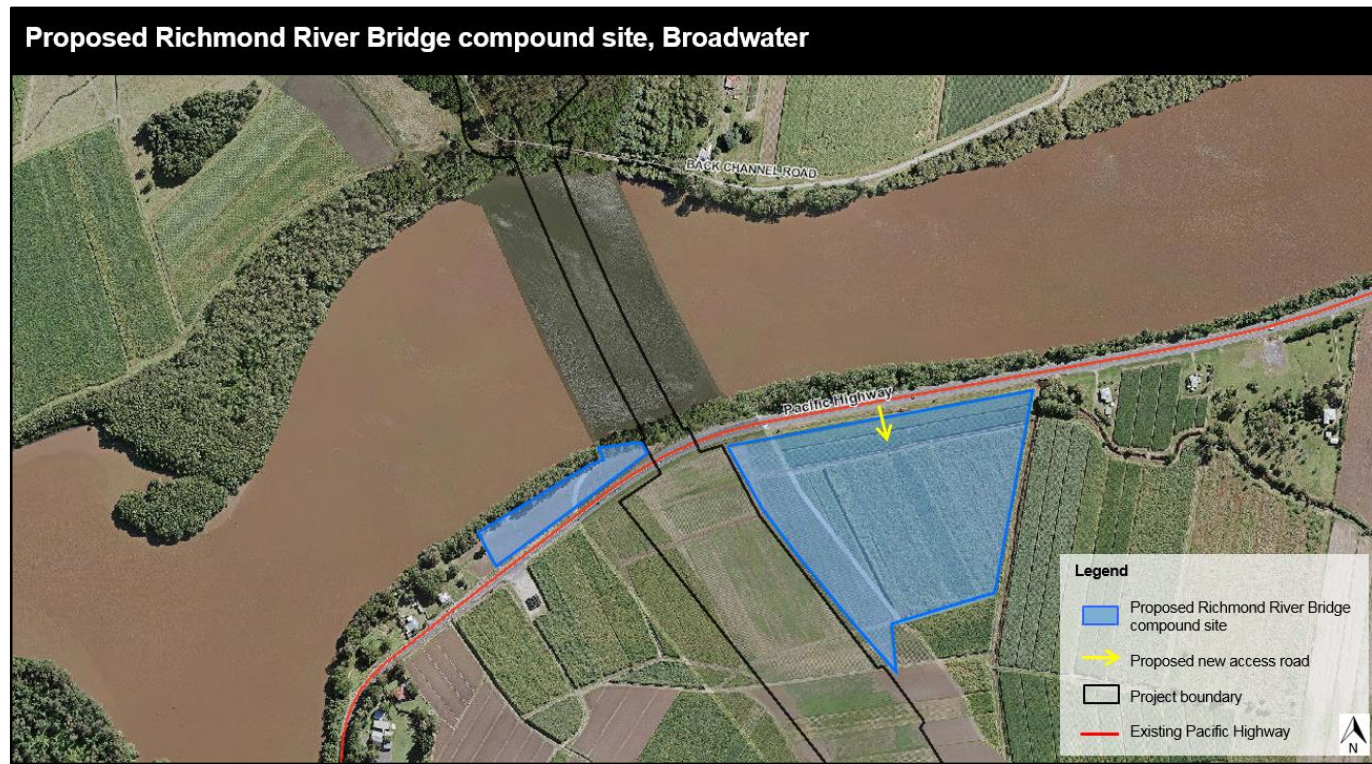 Proposed Richmond River Bridge compound site, Broadwater
BACK CHANNEL ROAD
Pacific Highway
Legend
Proposed Richmond River Bridge
compound site
Proposed new access road
Project boundary
Existing Pacific Highway
N